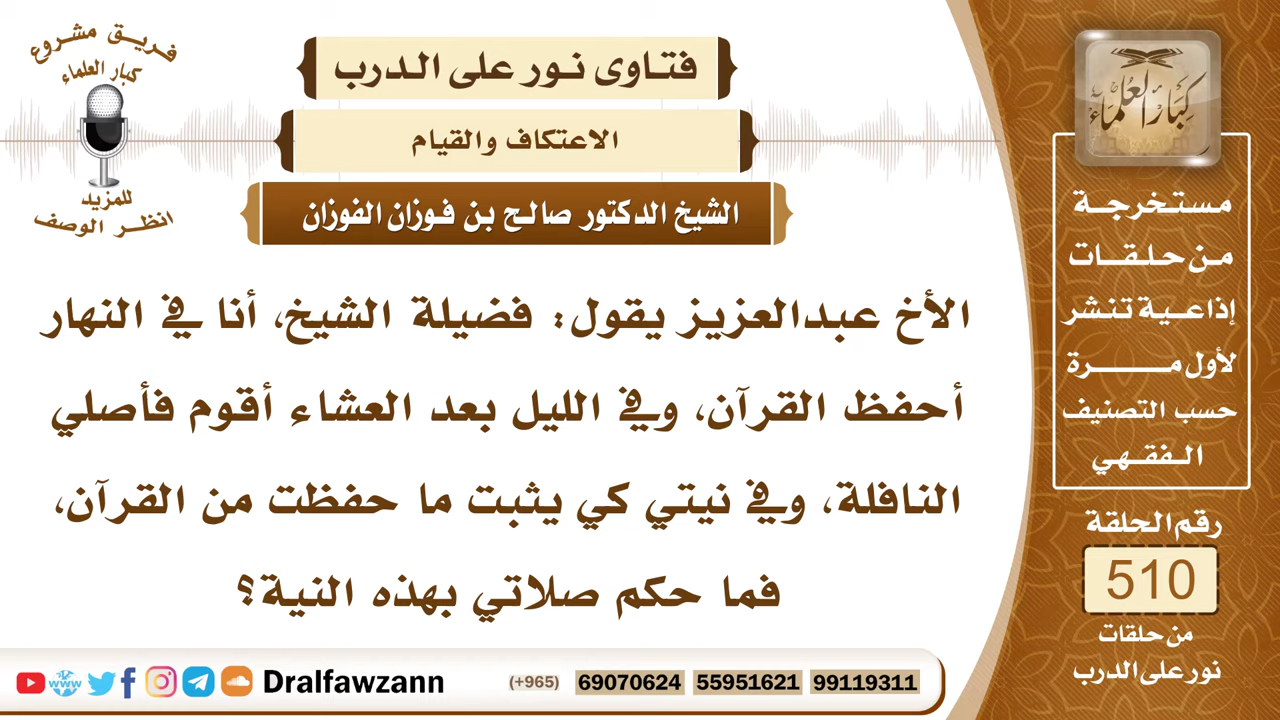 فريق مشروع
كبار العلماء
للمزيد
انظر الوصف
فتاوى نور على الدرب
الاعتكاف والقيام
الشيخ الدكتور صالح بن فوزان الفوزان
الأخ عبدالعزيز يقول: فضيلة الشيخ، أنا في النهار
أحفظ القرآن، وفي الليل بعد العشاء أقوم فأصلي
النافلة، وفي نيتي كي يثبت ما حفظت من القرآن،
فما حكم صلاتي بهذه النية؟
كبار العلماء
مستخرجة
من حلقات
إذاعية تنشر
لأول مرة
حسب التصنيف
الفقهي
رقم الحلقة
510
من حلقات
نور على الدرب
www
Dralfawzann (+965) 69070624 55951621 99119311